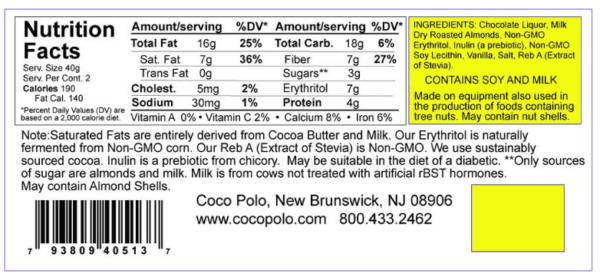 Nutrition
Facts
Serv. Size 40g
Serv. Per Cont. 2
Calories 190
Fat Cal. 140
*Percent Daily Values (DV) are
based on a 2,000 calorie diet.
Amount/serving %DV* Amount/serving %DV*
Total Fat 16g 25% Total Carb. 18g 6%
Sat. Fat 7g 36% Fiber 7g 27%
Trans Fat 0g Sugars** 3g
Cholest. 5mg 2% Erythritol 7g
Sodium 30mg 1% Protein 4g
Vitamin A 0% • Vitamin C 2% • Calcium 8% • Iron 6%
INGREDIENTS: Chocolate Liquor, Milk
Dry Roasted Almonds, Non-GMO
Erythritol, Inulin (a prebiotic), Non-GMO
Soy Lecithin, Vanilla, Salt, Reb A (Extract
of Stevia).
CONTAINS SOY AND MILK
Made on equipment also used in
the production of foods containing
tree nuts. May contain nut shells.
Note:Saturated Fats are entirely derived from Cocoa Butter and Milk. Our Erythritol is naturally
fermented from Non-GMO corn. Our Reb A (Extract of Stevia) is Non-GMO. We use sustainably
sourced cocoa. Inulin is a prebiotic from chicory. May be suitable in the diet of a diabetic. **Only sources
of sugar are almonds and milk. Milk is from cows not treated with artificial rBST hormones.
May contain Almond Shells.
Coco Polo, New Brunswick, NJ 08906
www.cocopolo.com 800.433.2462
7 93809 40513 7